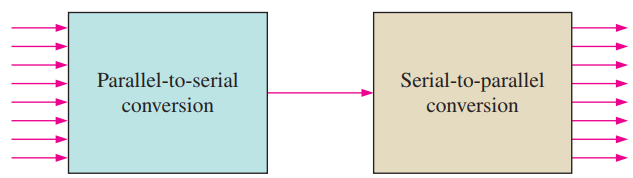 Parallel-to-serial
conversion
Serial-to-parallel
conversion